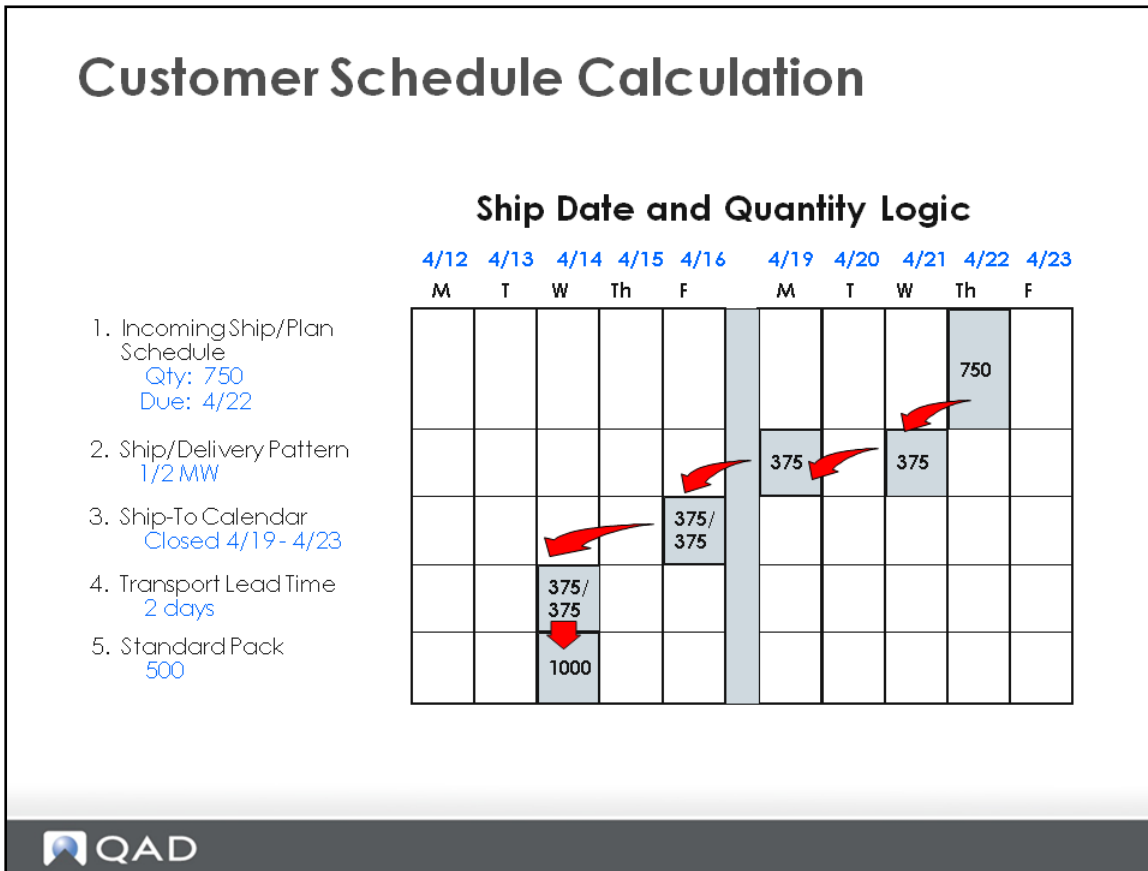 Customer Schedule Calculation
Ship Date and Quantity Logic
4/12 4/13 4/14 4/15 4/16 4/19 4/20 4/21 4/22 4/23
M T W Th F M T W Th F
1. Incoming Ship/Plan
Schedule
Qty: 750
Due: 4/22
750
2. Ship/Delivery Pattern
1/2 MW
375 375
3. Ship-To Calendar
Closed 4/19 - 4/23
375/
375
4. Transport Lead Time
2 days
375/
375
5. Standard Pack
500
1000
QAD